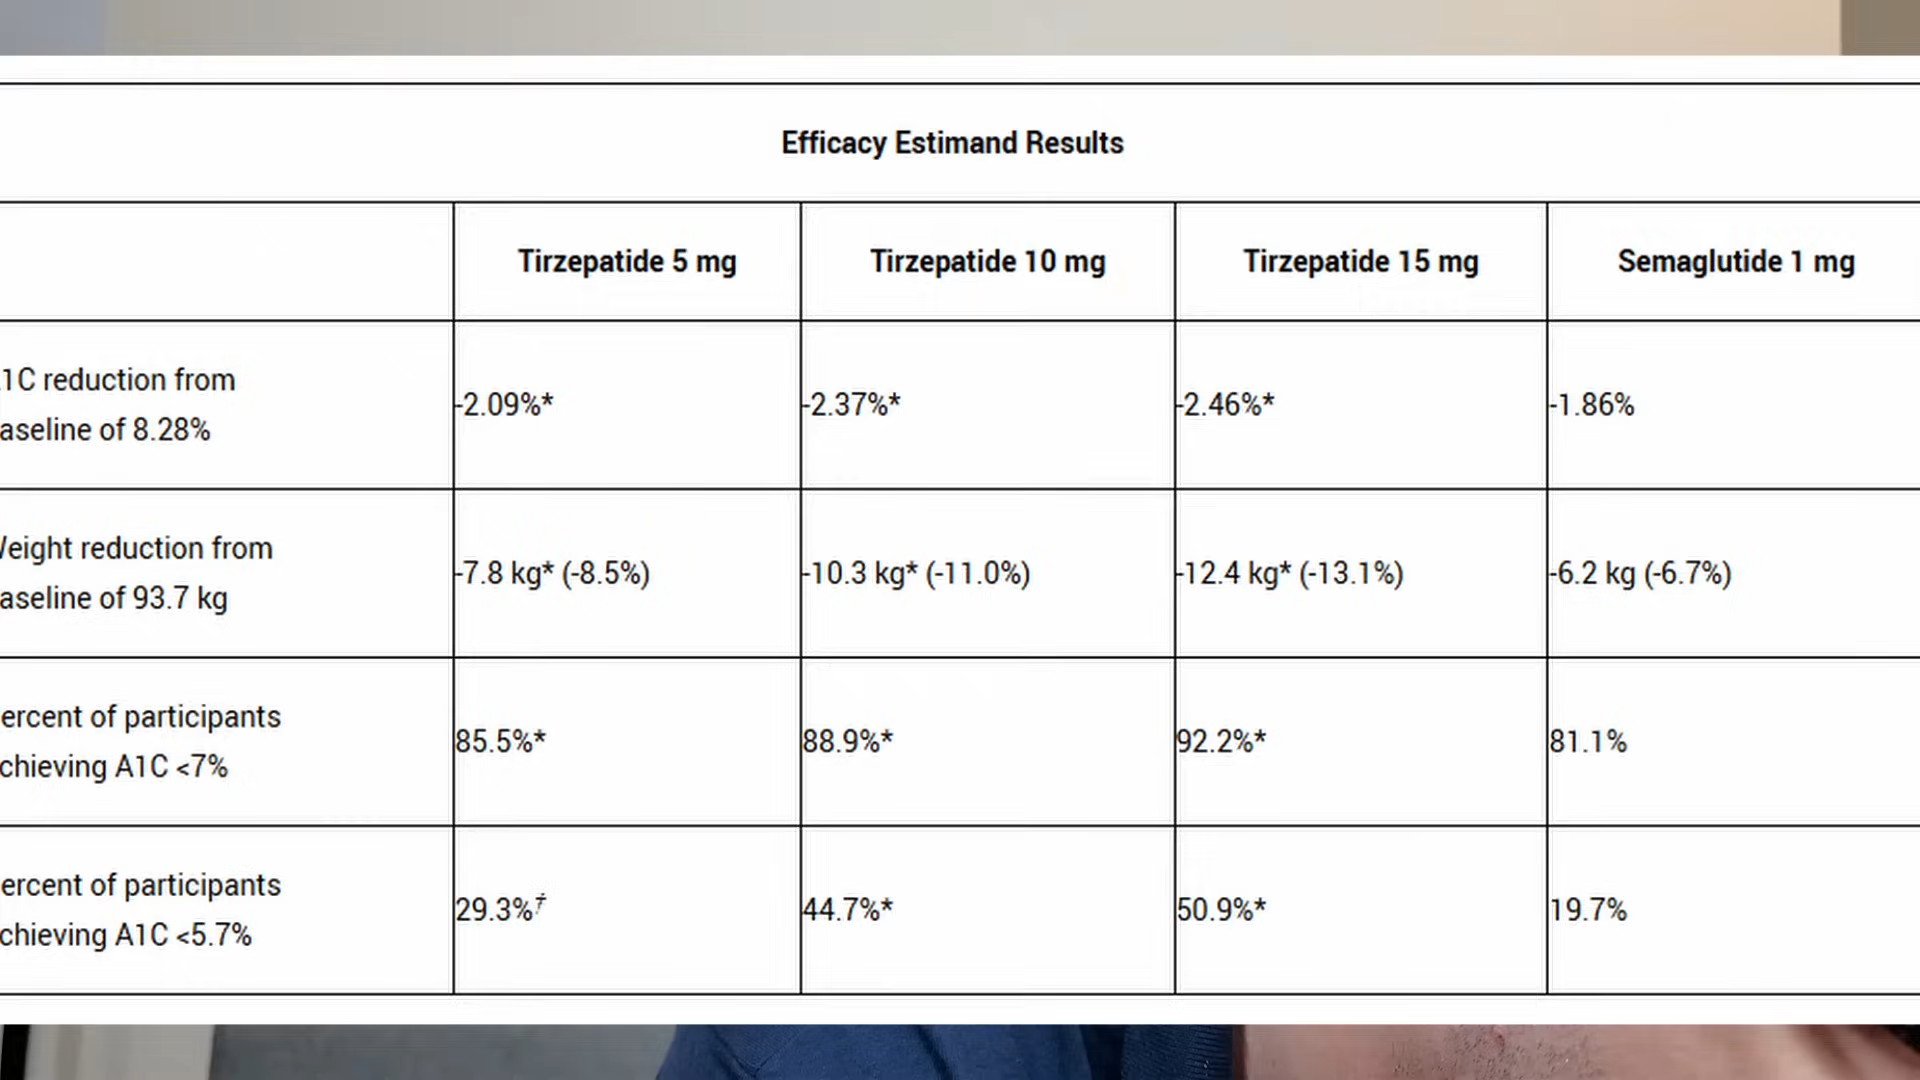 Efficacy Estimand Results
Tirzepatide 5 mg Tirzepatide 10 mg Tirzepatide 15 mg Semaglutide 1 mg
1C reduction from
aseline of 8.28%
-2.09%* -2.37%* -2.46%* -1.86%
eight reduction from
aseline of 93.7 kg
-7.8 kg* (-8.5%) -10.3 kg* (-11.0%) -12.4 kg* (-13.1%) -6.2 kg (-6.7%)
ercent of participants
chieving A1C <7%
85.5%* 88.9%* 92.2%* 81.1%
ercent of participants
chieving A1C <5.7%
29.3%† 44.7%* 50.9%* 19.7%